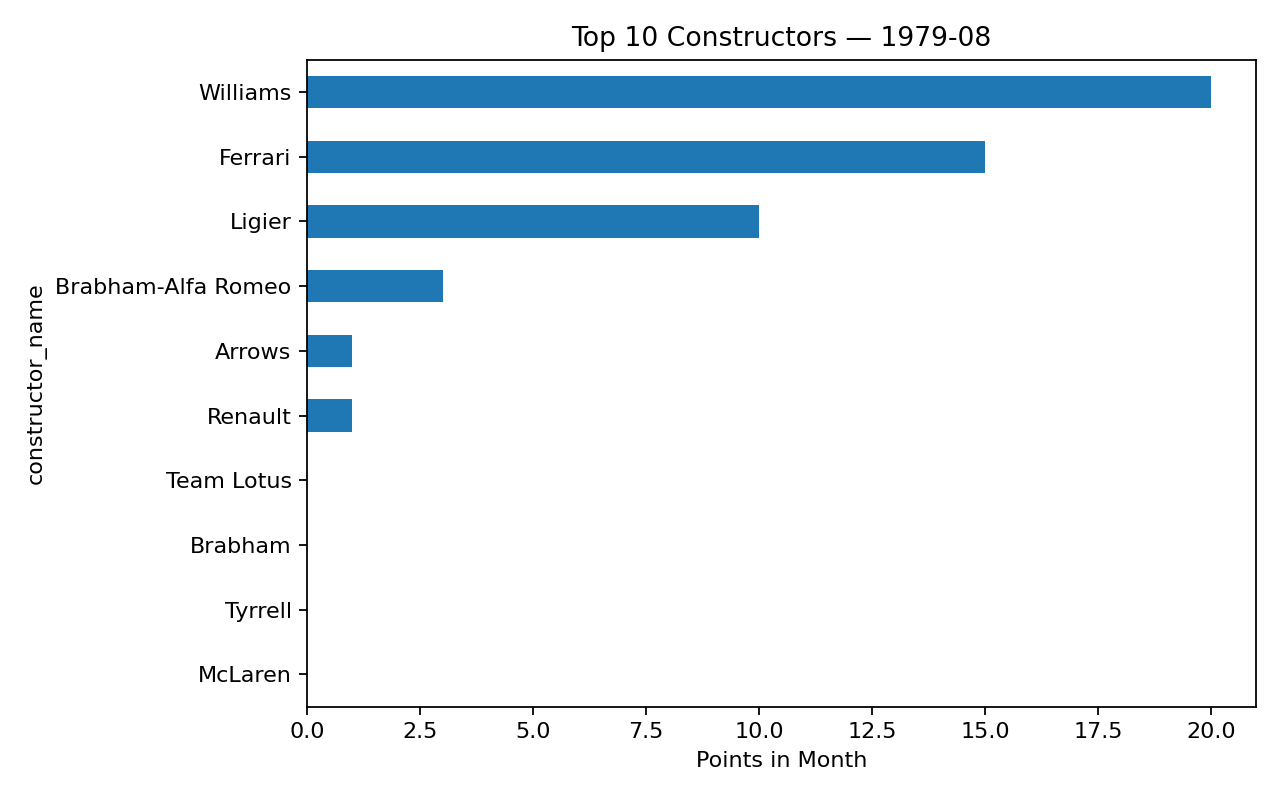 Top 10 Constructors — 1979-08
Williams
Ferrari
Ligier
Brabham-Alfa Romeo
Arrows
Renault
Team Lotus
Brabham
Tyrrell
McLaren
constructor_name
0.0 2.5 5.0 7.5 10.0 12.5 15.0 17.5 20.0
Points in Month